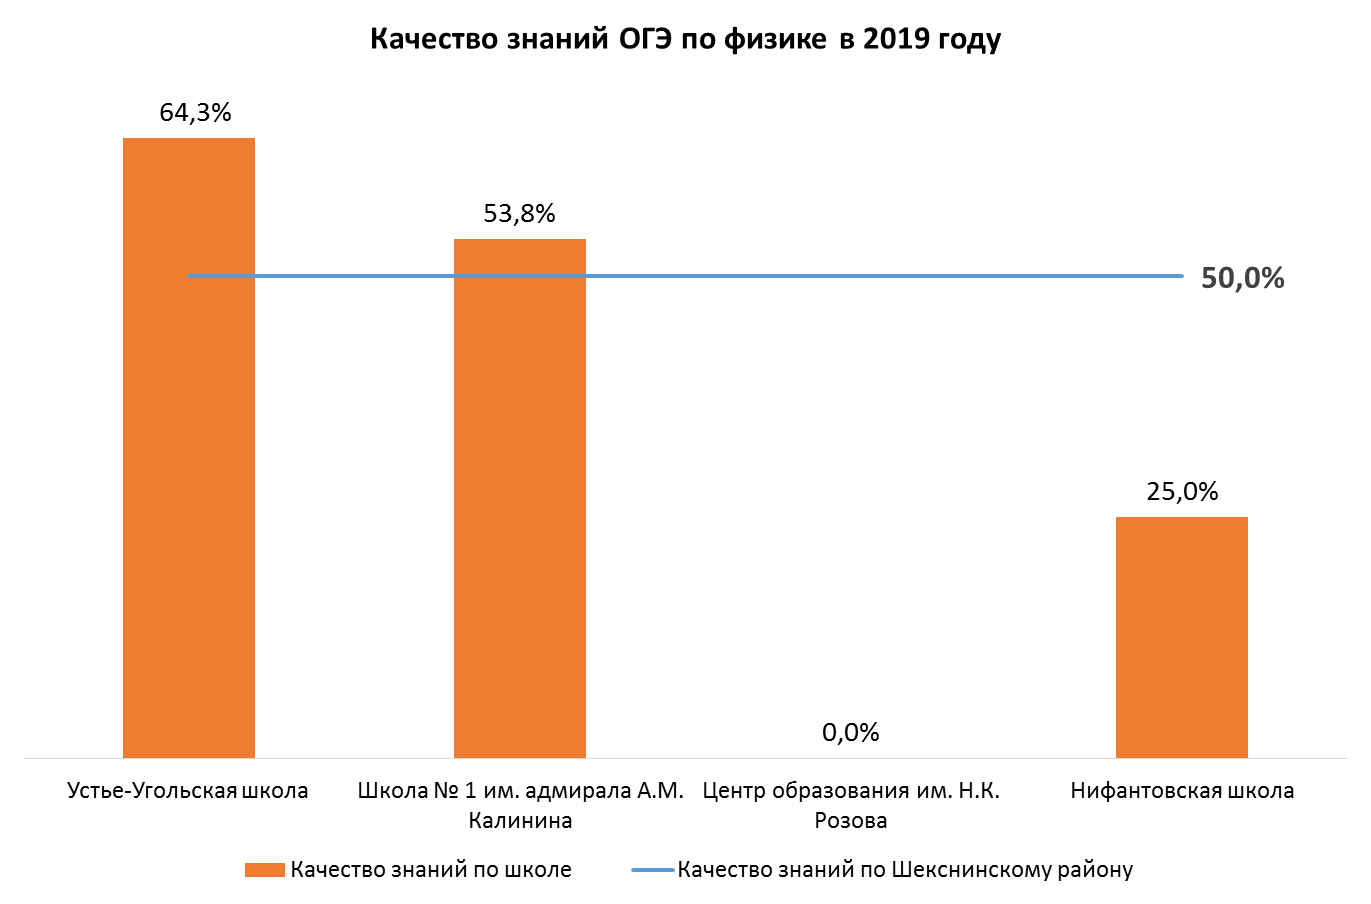 Качество знаний ОГЭ по физике в 2019 году
64,3%
53,8%
50,0%
25,0%
0,0%
Устье-Угольская школа
Школа № 1 им. адмирала А.М.
Калинина
Центр образования им. Н.К.
Розова
Нифантовская школа
Качество знаний по школе
Качество знаний по Шекснинскому району